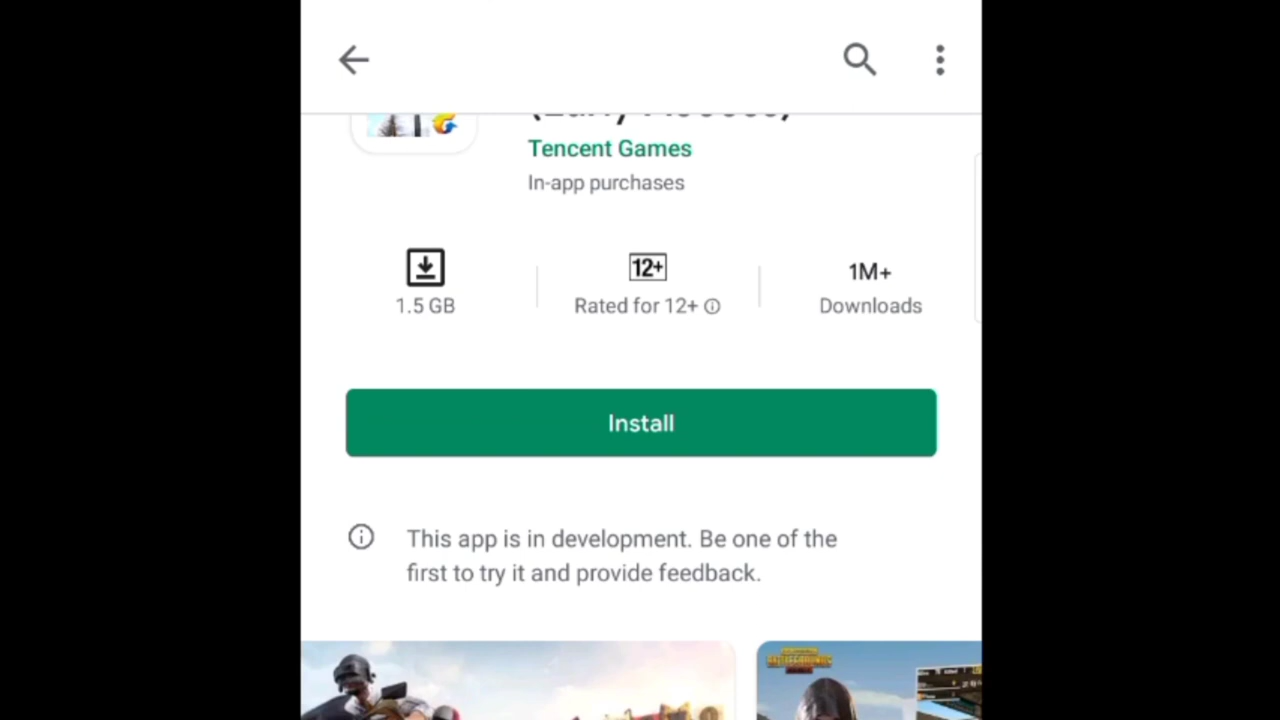 Tencent Games
In-app purchases
12+
1M+
1.5 GB
Rated for 12+
Downloads
Install
This app is in development. Be one of the
first to try it and provide feedback.
BATTLEGROUNDS